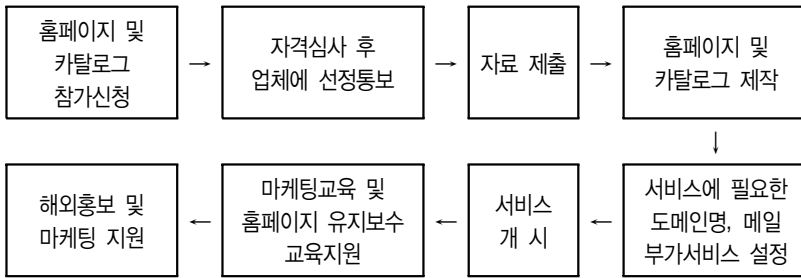 홈페이지 및
카탈로그
참가신청
→
자격심사 후
업체에 선정통보
→
자료 제출
→
홈페이지 및
카탈로그 제작
↓
서비스에 필요한
도메인명, 메일
부가서비스 설정
←
서비스
개 시
←
마케팅교육 및
홈페이지 유지보수
교육지원
←
해외홍보 및
마케팅 지원